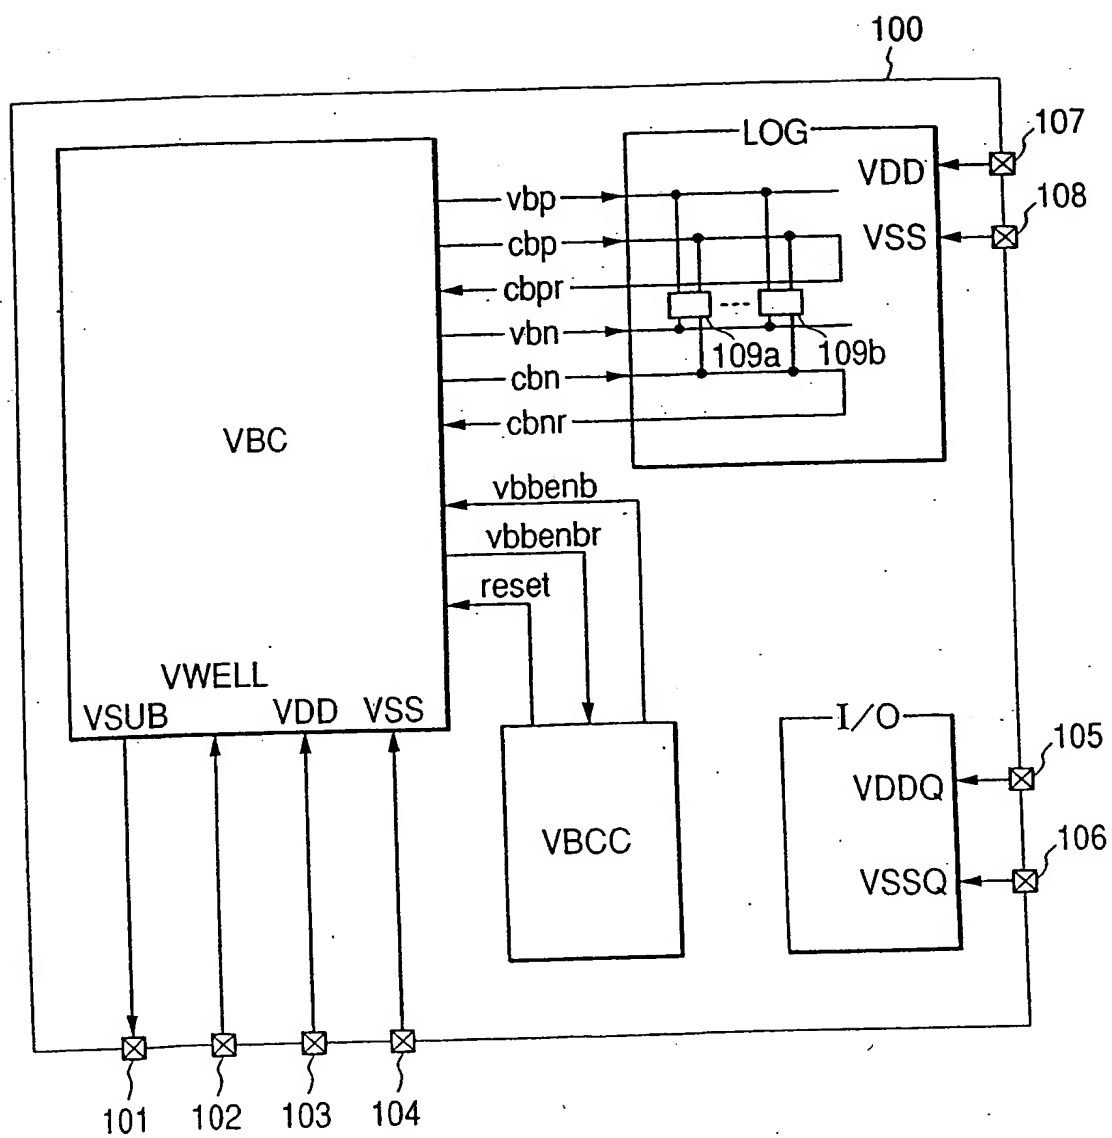 100
LOG
107
VDD
108
VSS
vbp
cbp
cbpr
vbn
109a
109b
cbn
cbnr
VBC
vbbenb
vbbenbr
reset
VWELL
VSUB
VDD
VSS
I/O
105
VDDQ
VBCC
106
VSSQ
101
102
103
104